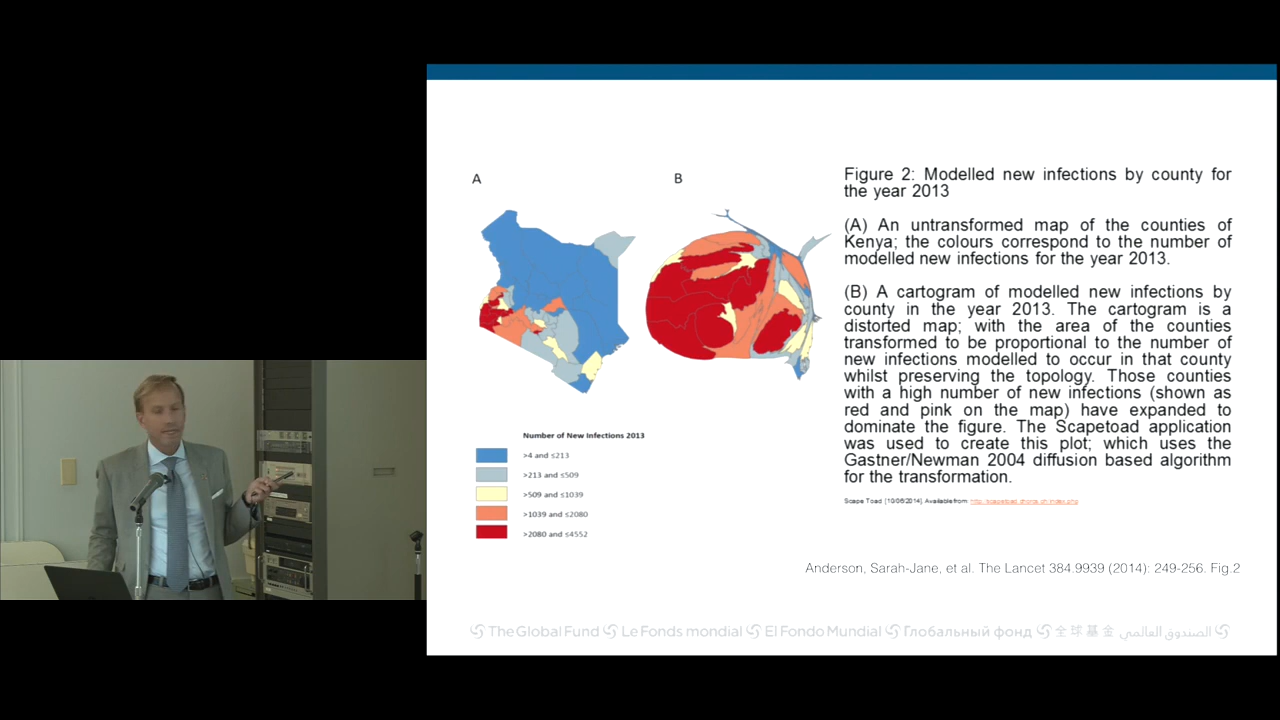 A
B
Number of New Infections 2013
>4 and ≤213
>213 and ≤509
>509 and ≤1039
>1039 and ≤2080
>2080 and ≤4552
Figure 2: Modelled new infections by county for
the year 2013
(A) An untransformed map of the counties of
Kenya; the colours correspond to the number of
modelled new infections for the year 2013.
(B) A cartogram of modelled new infections by
county in the year 2013. The cartogram is a
distorted map; with the area of the counties
transformed to be proportional to the number of
new infections modelled to occur in that county
whilst preserving the topology. Those counties
with a high number of new infections (shown as
red and pink on the map) have expanded to
dominate the figure. The Scapetoad application
was used to create this plot; which uses the
Gastner/Newman 2004 diffusion based algorithm
for the transformation.
Scape Toad. [10/06/2014]. Available from:
Anderson, Sarah-Jane, et al. The Lancet 384.9939 (2014): 249-256. Fig.2
The Global Fund Le Fonds mondial El Fondo Mundial Глобальный фонд 全球基金 الصندوق العالمي